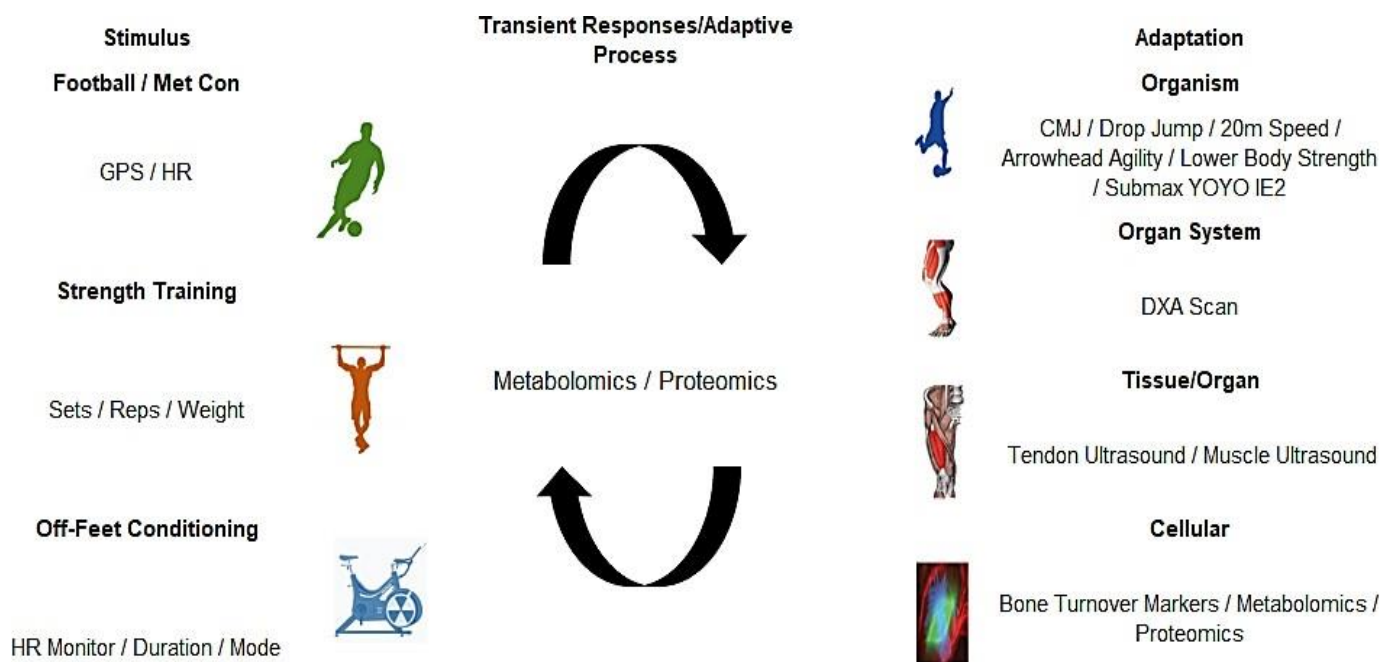 Stimulus
Football / Met Con
GPS / HR
Strength Training
Sets / Reps / Weight
Off-Feet Conditioning
HR Monitor / Duration / Mode
Transient Responses/Adaptive
Process
Metabolomics / Proteomics
Adaptation
Organism
CMJ / Drop Jump / 20m Speed /
Arrowhead Agility / Lower Body Strength
/ Submax YOYO IE2
Organ System
DXA Scan
Tissue/Organ
Tendon Ultrasound / Muscle Ultrasound
Cellular
Bone Turnover Markers / Metabolomics /
Proteomics